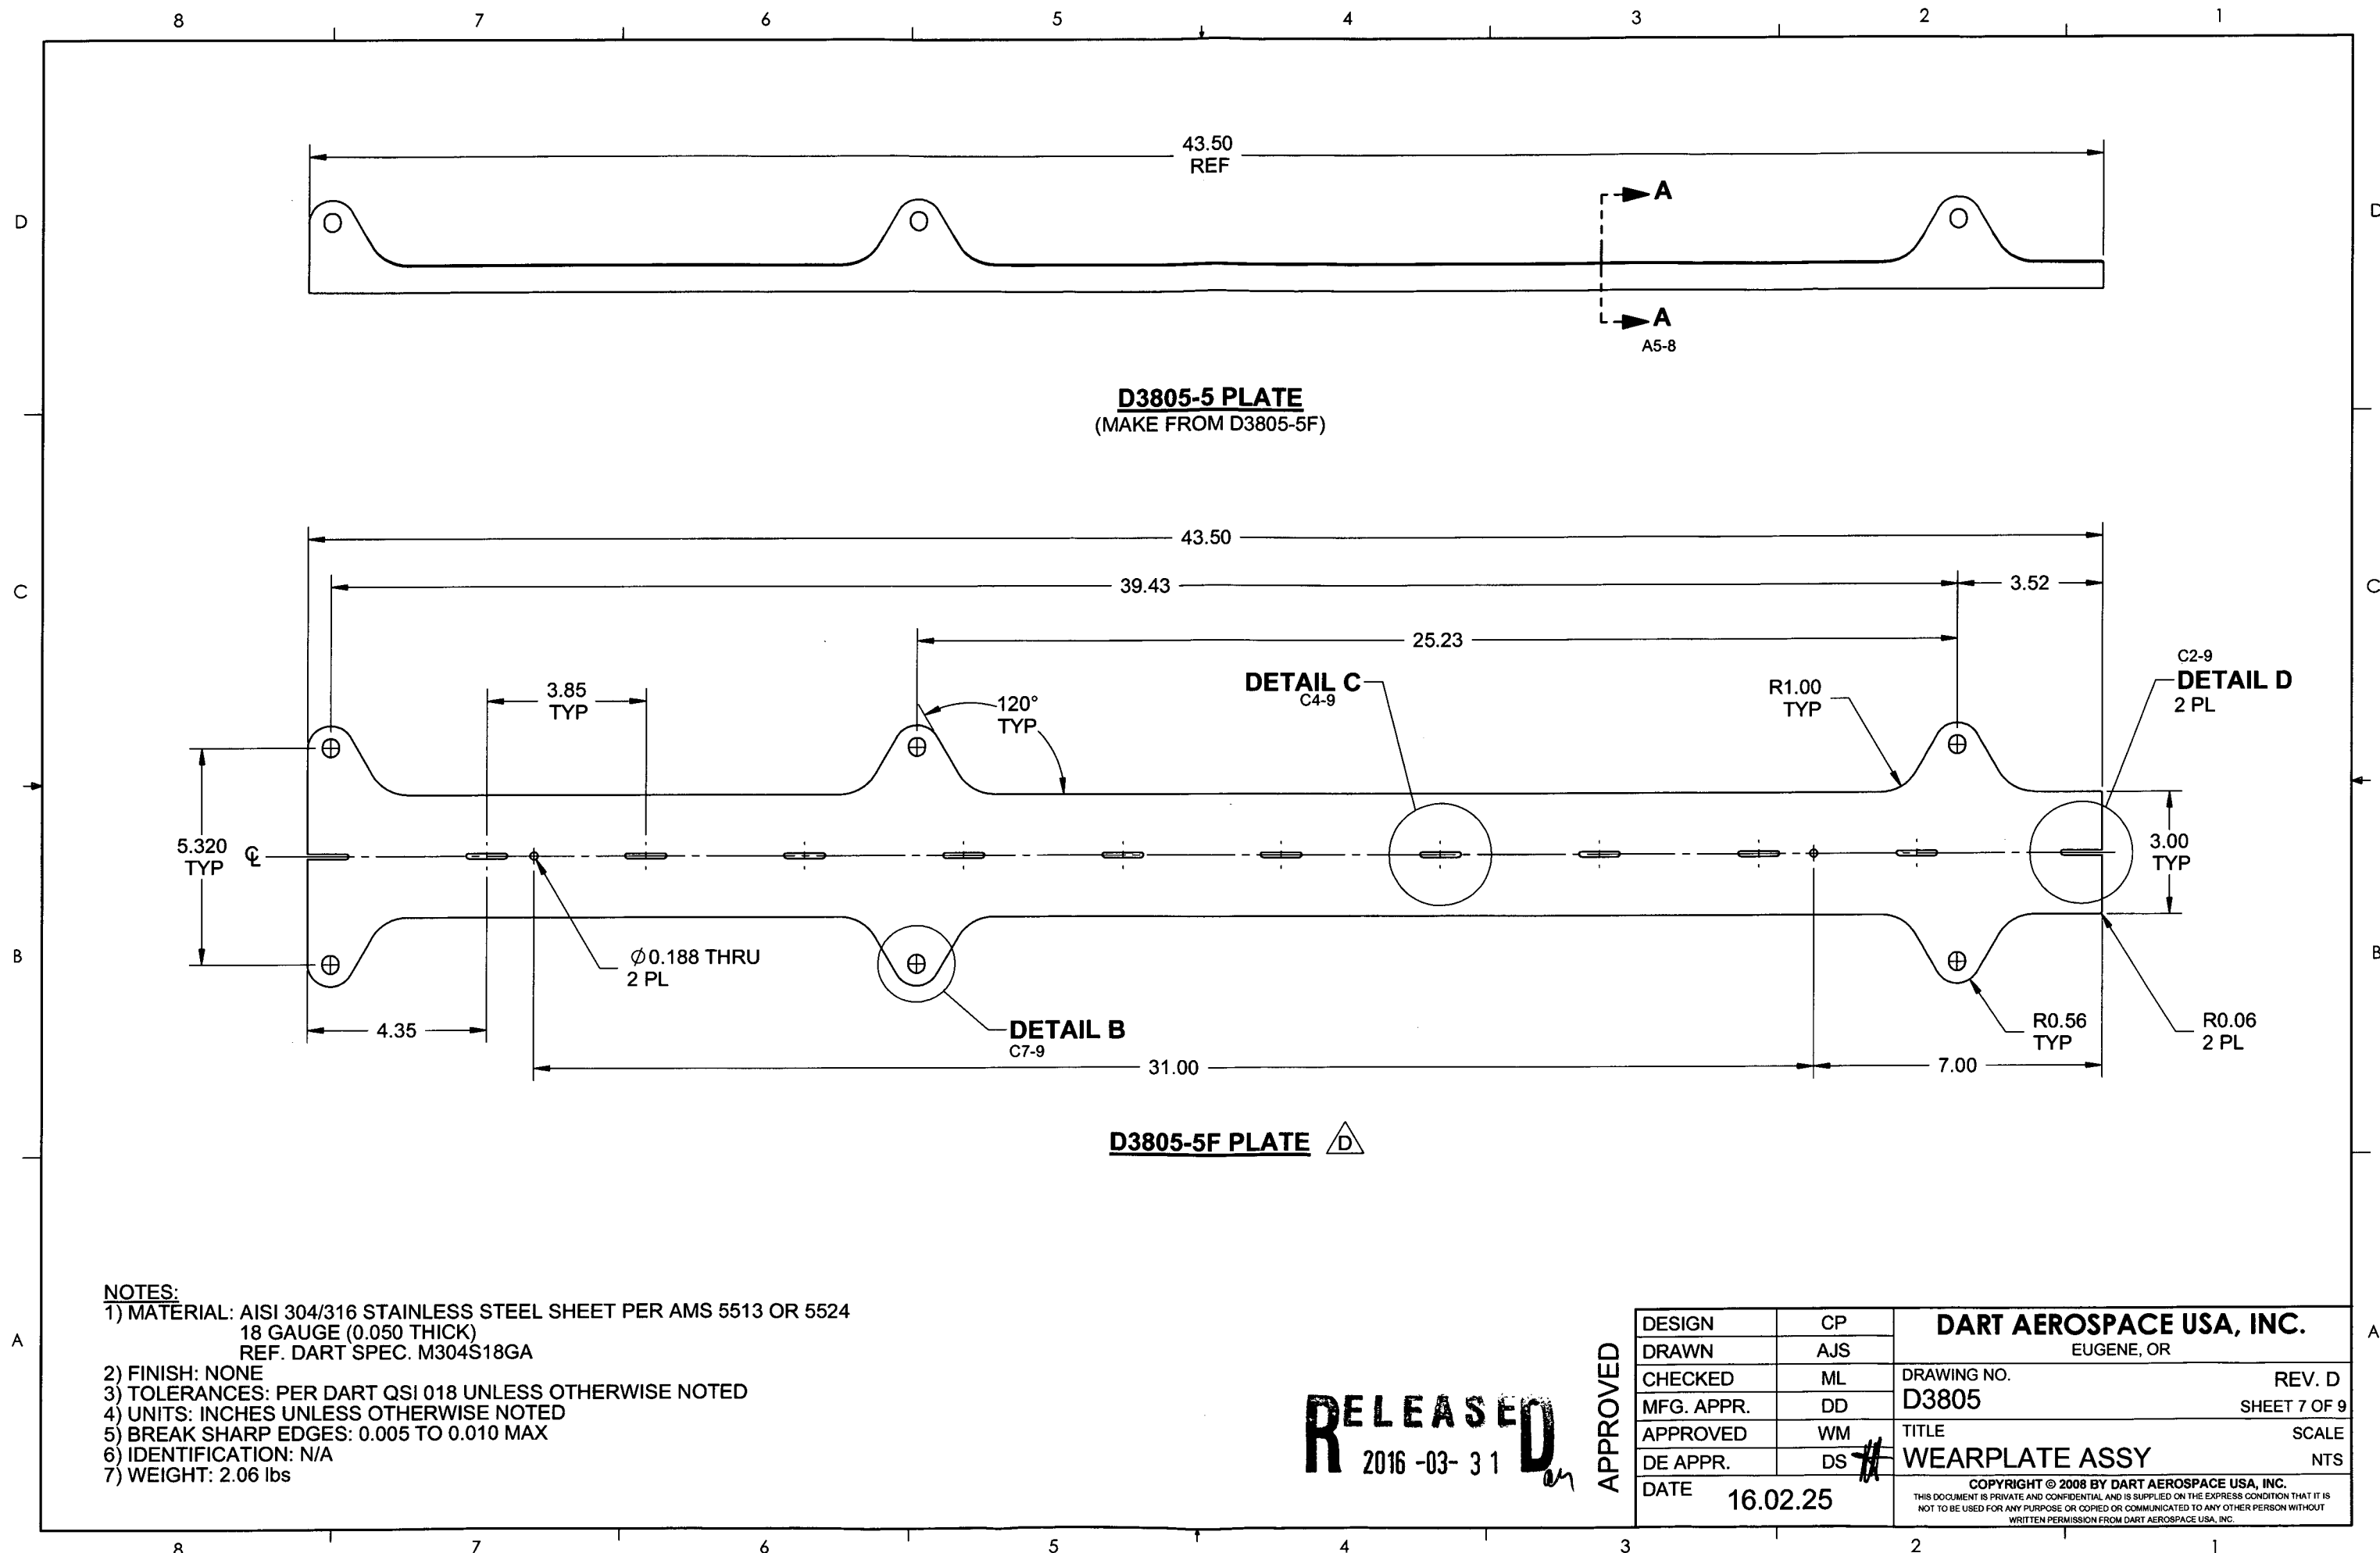 8 7 6 5 4 3 2 1
43.50
REF
A
D D
A
A5-8
D3805-5 PLATE
(MAKE FROM D3805-5F)
43.50
C C
39.43
3.52
25.23
C2-9
DETAIL D
2 PL
DETAIL C
C4-9
R1.00
TYP
3.85
TYP
120°
TYP
5.320
TYP
℄
3.00
TYP
B B
Ø0.188 THRU
2 PL
4.35
DETAIL B
C7-9
R0.56
TYP
R0.06
2 PL
31.00
7.00
D3805-5F PLATE D
NOTES:
1) MATERIAL: AISI 304/316 STAINLESS STEEL SHEET PER AMS 5513 OR 5524
18 GAUGE (0.050 THICK)
REF. DART SPEC. M304S18GA
2) FINISH: NONE
3) TOLERANCES: PER DART QSI 018 UNLESS OTHERWISE NOTED
4) UNITS: INCHES UNLESS OTHERWISE NOTED
5) BREAK SHARP EDGES: 0.005 TO 0.010 MAX
6) IDENTIFICATION: N/A
7) WEIGHT: 2.06 lbs
A A
RELEASED
2016 -03- 31
APPROVED
DESIGN CP
DRAWN AJS
CHECKED ML
MFG. APPR. DD
APPROVED WM
DE APPR. DS
DATE 16.02.25
DART AEROSPACE USA, INC.
EUGENE, OR
DRAWING NO. REV. D
D3805 SHEET 7 OF 9
TITLE SCALE
WEARPLATE ASSY NTS
COPYRIGHT © 2008 BY DART AEROSPACE USA, INC.
THIS DOCUMENT IS PRIVATE AND CONFIDENTIAL AND IS SUPPLIED ON THE EXPRESS CONDITION THAT IT IS
NOT TO BE USED FOR ANY PURPOSE OR COPIED OR COMMUNICATED TO ANY OTHER PERSON WITHOUT
WRITTEN PERMISSION FROM DART AEROSPACE USA, INC.
8 7 6 5 4 3 2 1